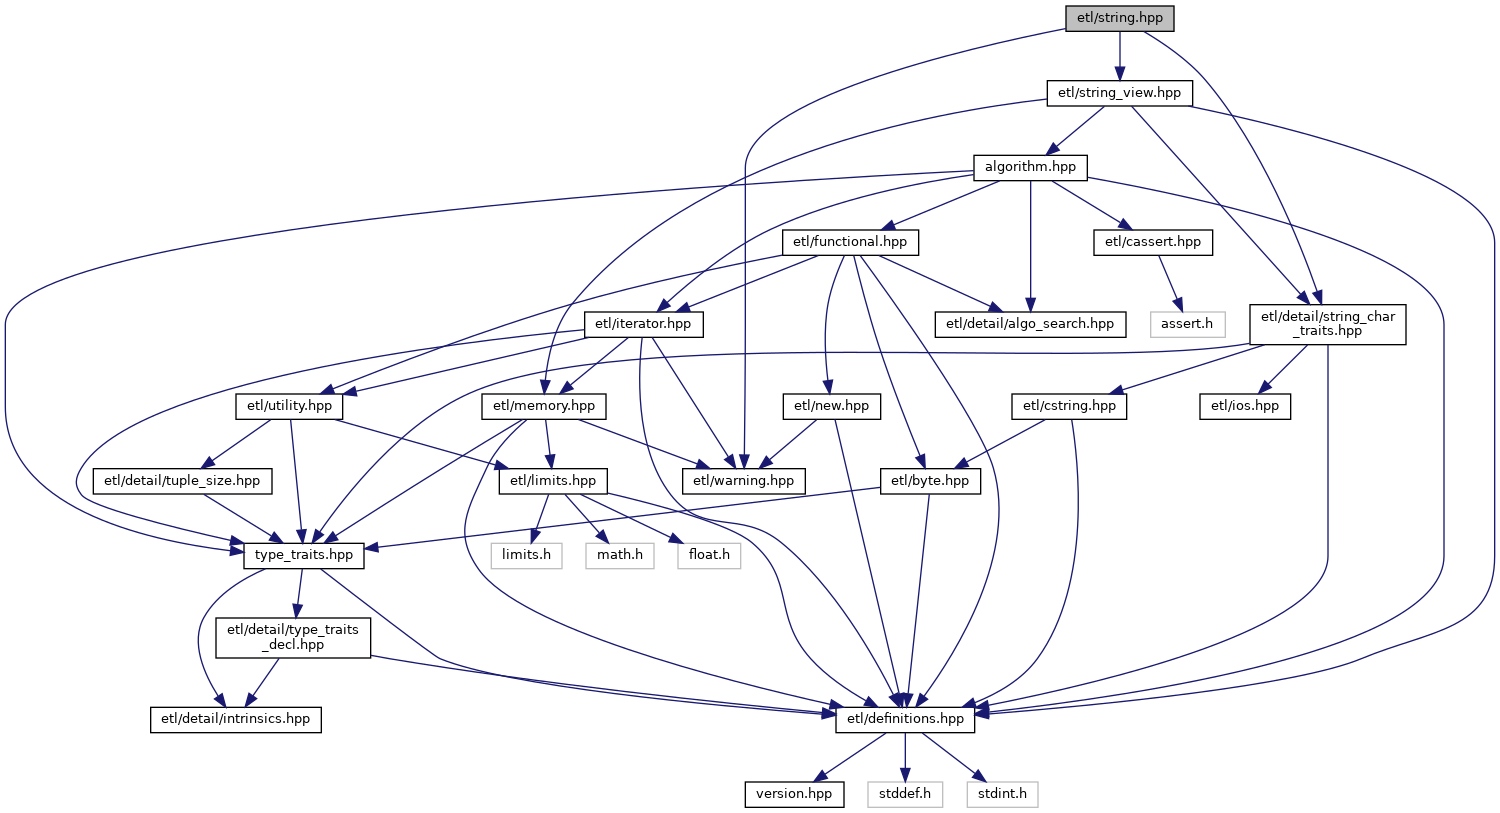 etl/string.hpp
etl/string_view.hpp
algorithm.hpp
etl/functional.hpp
etl/cassert.hpp
etl/iterator.hpp
etl/detail/algo_search.hpp
assert.h
etl/detail/string_char
_traits.hpp
etl/utility.hpp
etl/memory.hpp
etl/new.hpp
etl/cstring.hpp
etl/ios.hpp
etl/detail/tuple_size.hpp
etl/limits.hpp
etl/warning.hpp
etl/byte.hpp
type_traits.hpp
limits.h
math.h
float.h
etl/detail/type_traits
_decl.hpp
etl/detail/intrinsics.hpp
etl/definitions.hpp
version.hpp
stddef.h
stdint.h